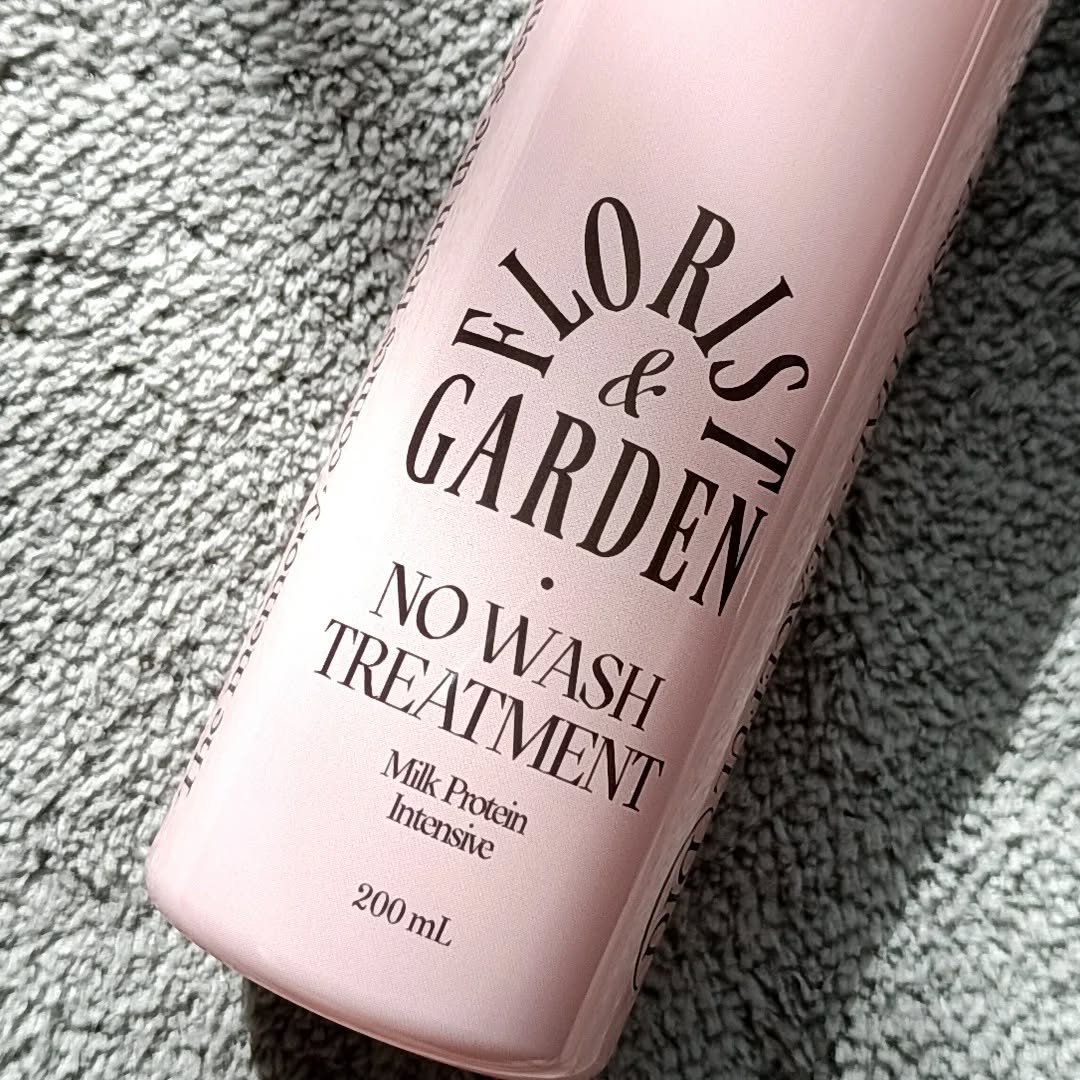 FLORIST
&
GARDEN
NO WASH
TREATMENT
Milk Protein
Intensive
200 mL